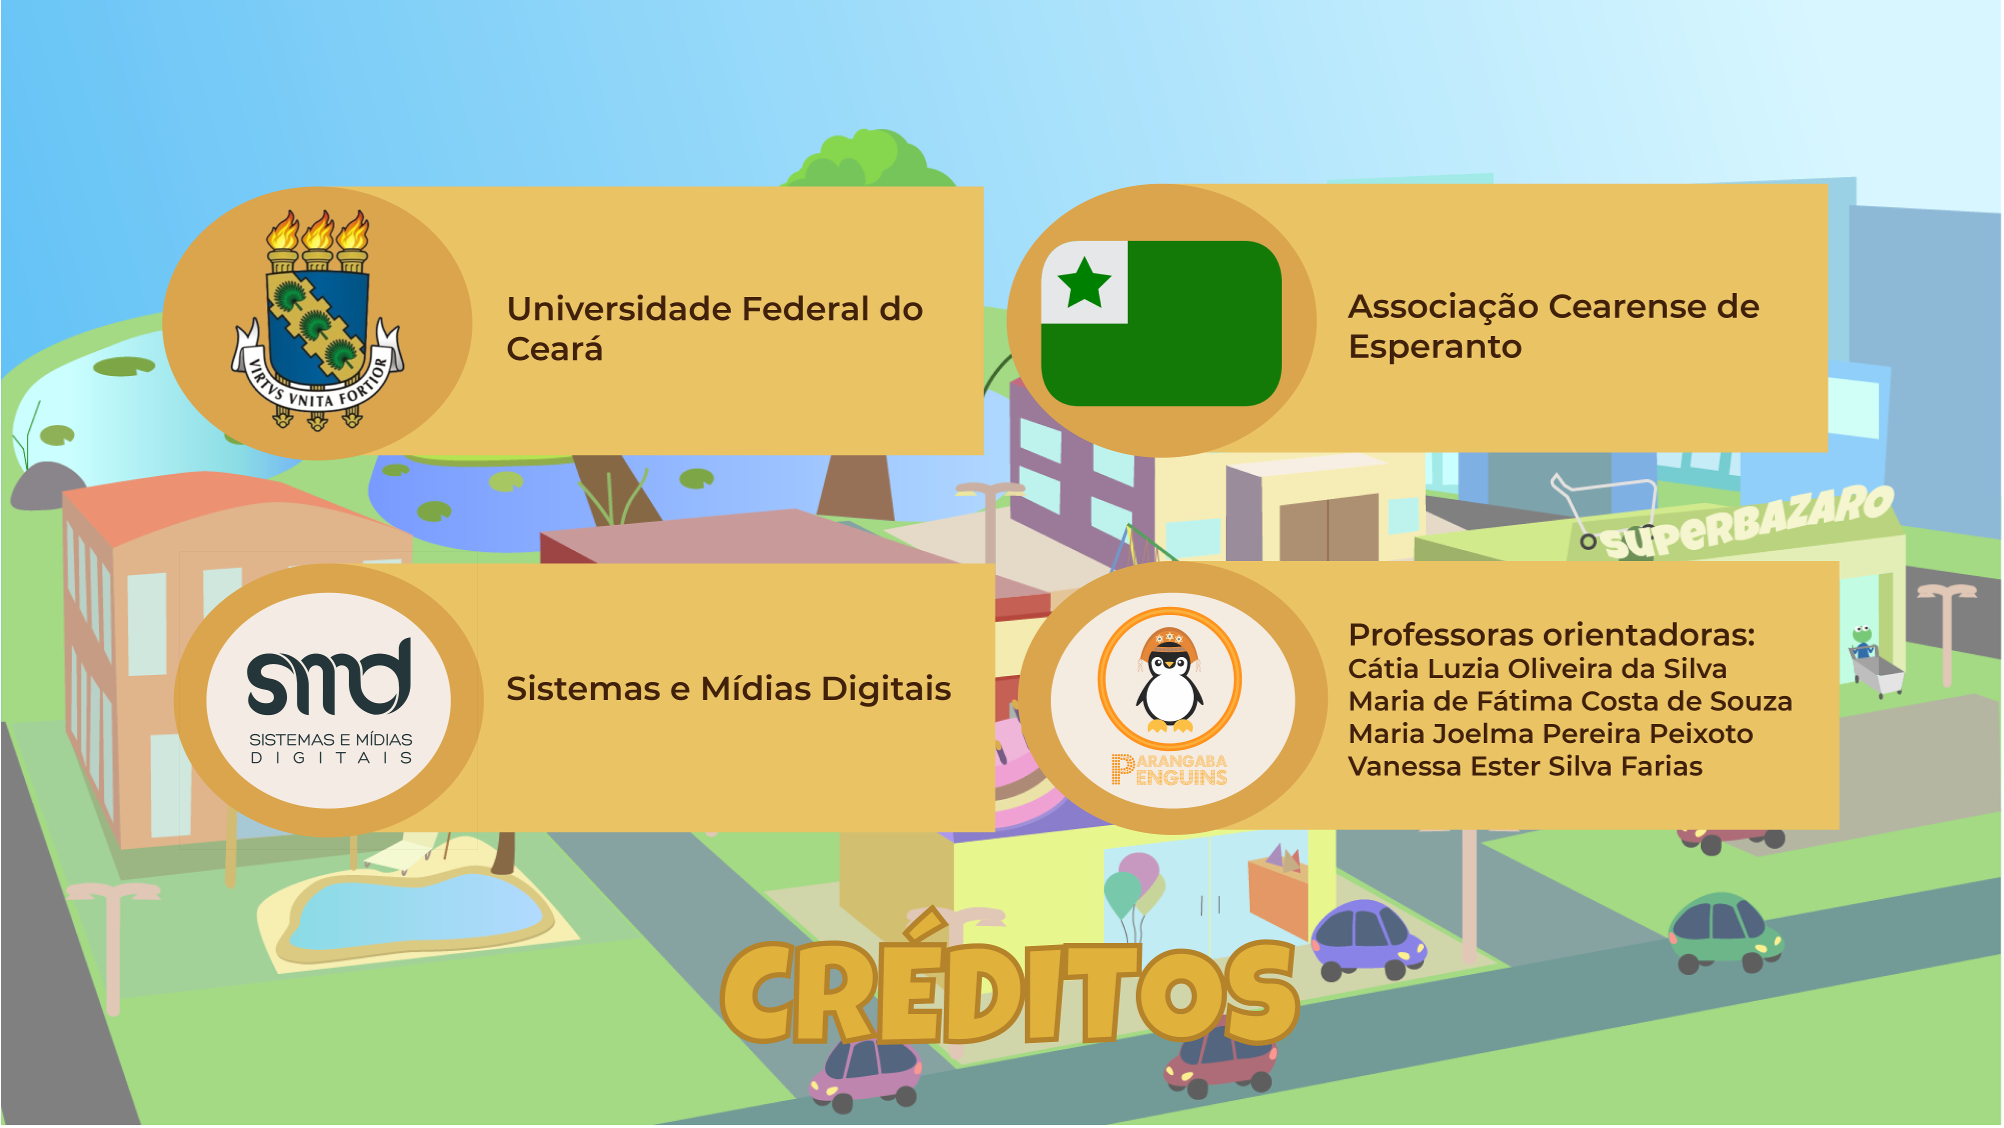 VIRTVS VNITA FORTIOR
Universidade Federal do
Ceará
Associação Cearense de
Esperanto
SUPERBAZARO
smd
SISTEMAS E MÍDIAS
DIGITAIS
Sistemas e Mídias Digitais
PARANGABA
PENGUINS
Professoras orientadoras:
Cátia Luzia Oliveira da Silva
Maria de Fátima Costa de Souza
Maria Joelma Pereira Peixoto
Vanessa Ester Silva Farias
CRÉDITOS